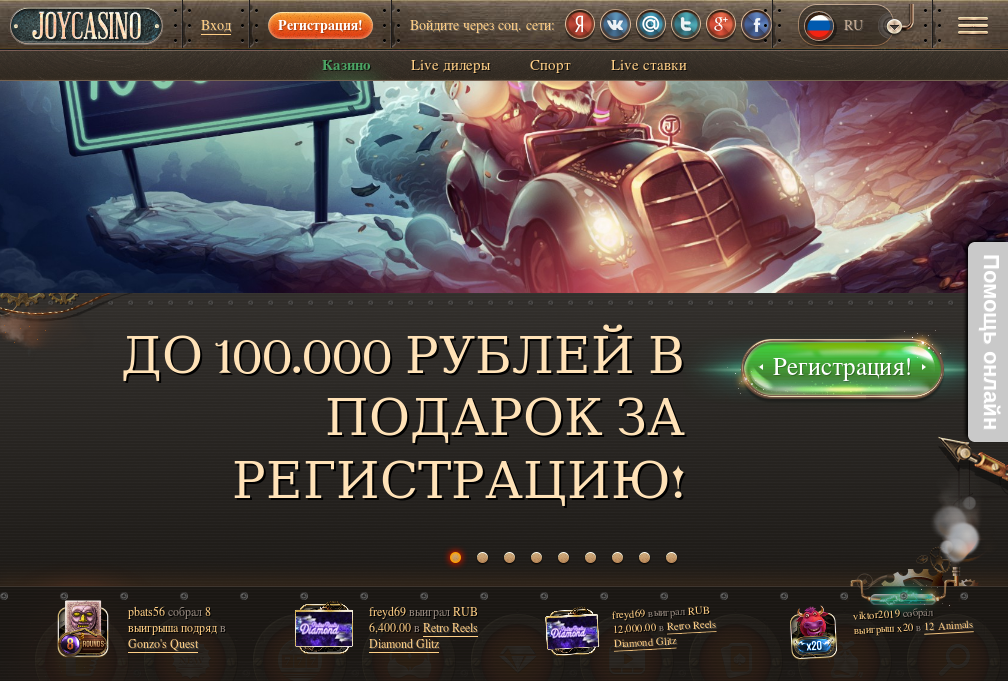 JOYCASINO
Вход
Регистрация!
Войдите через соц. сети:
RU
Казино
Live дилеры
Спорт
Live ставки
ДО 100.000 РУБЛЕЙ В
ПОДАРОК ЗА
РЕГИСТРАЦИЮ!
Регистрация!
Помощь онлайн
pbats56 собрал 8
выигрыша подряд в
Gonzo's Quest
freyd69 выиграл RUB
6,400.00 в Retro Reels
Diamond Glitz
freyd69 выиграл RUB
12,000.00 в Retro Reels
Diamond Glitz
viktor2019 собрал
выигрыш x20 в 12 Animals
8 ROUNDS
x20